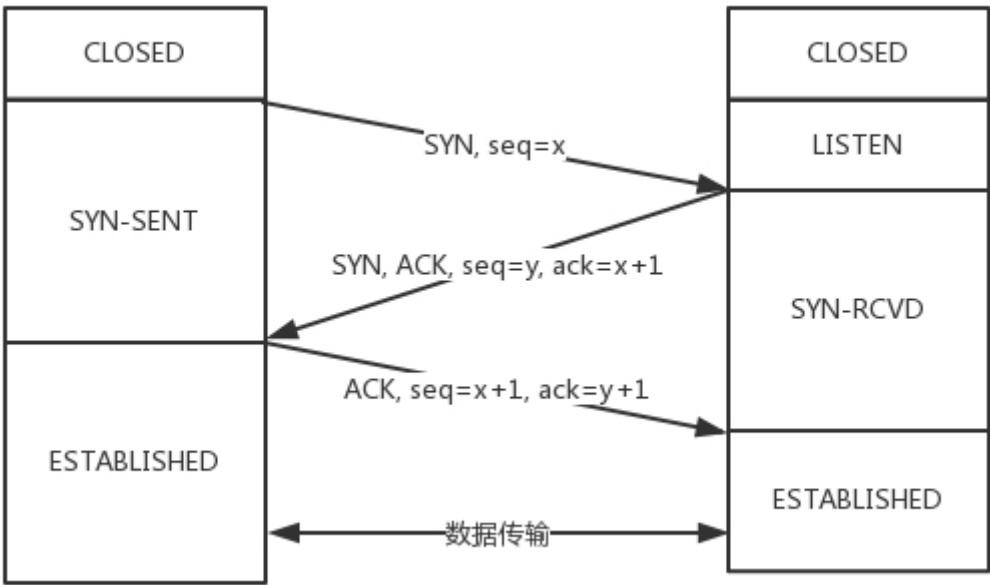 CLOSED
CLOSED
SYN, seq=x
LISTEN
SYN-SENT
SYN, ACK, seq=y, ack=x+1
SYN-RCVD
ACK, seq=x+1, ack=y+1
ESTABLISHED
ESTABLISHED
数据传输